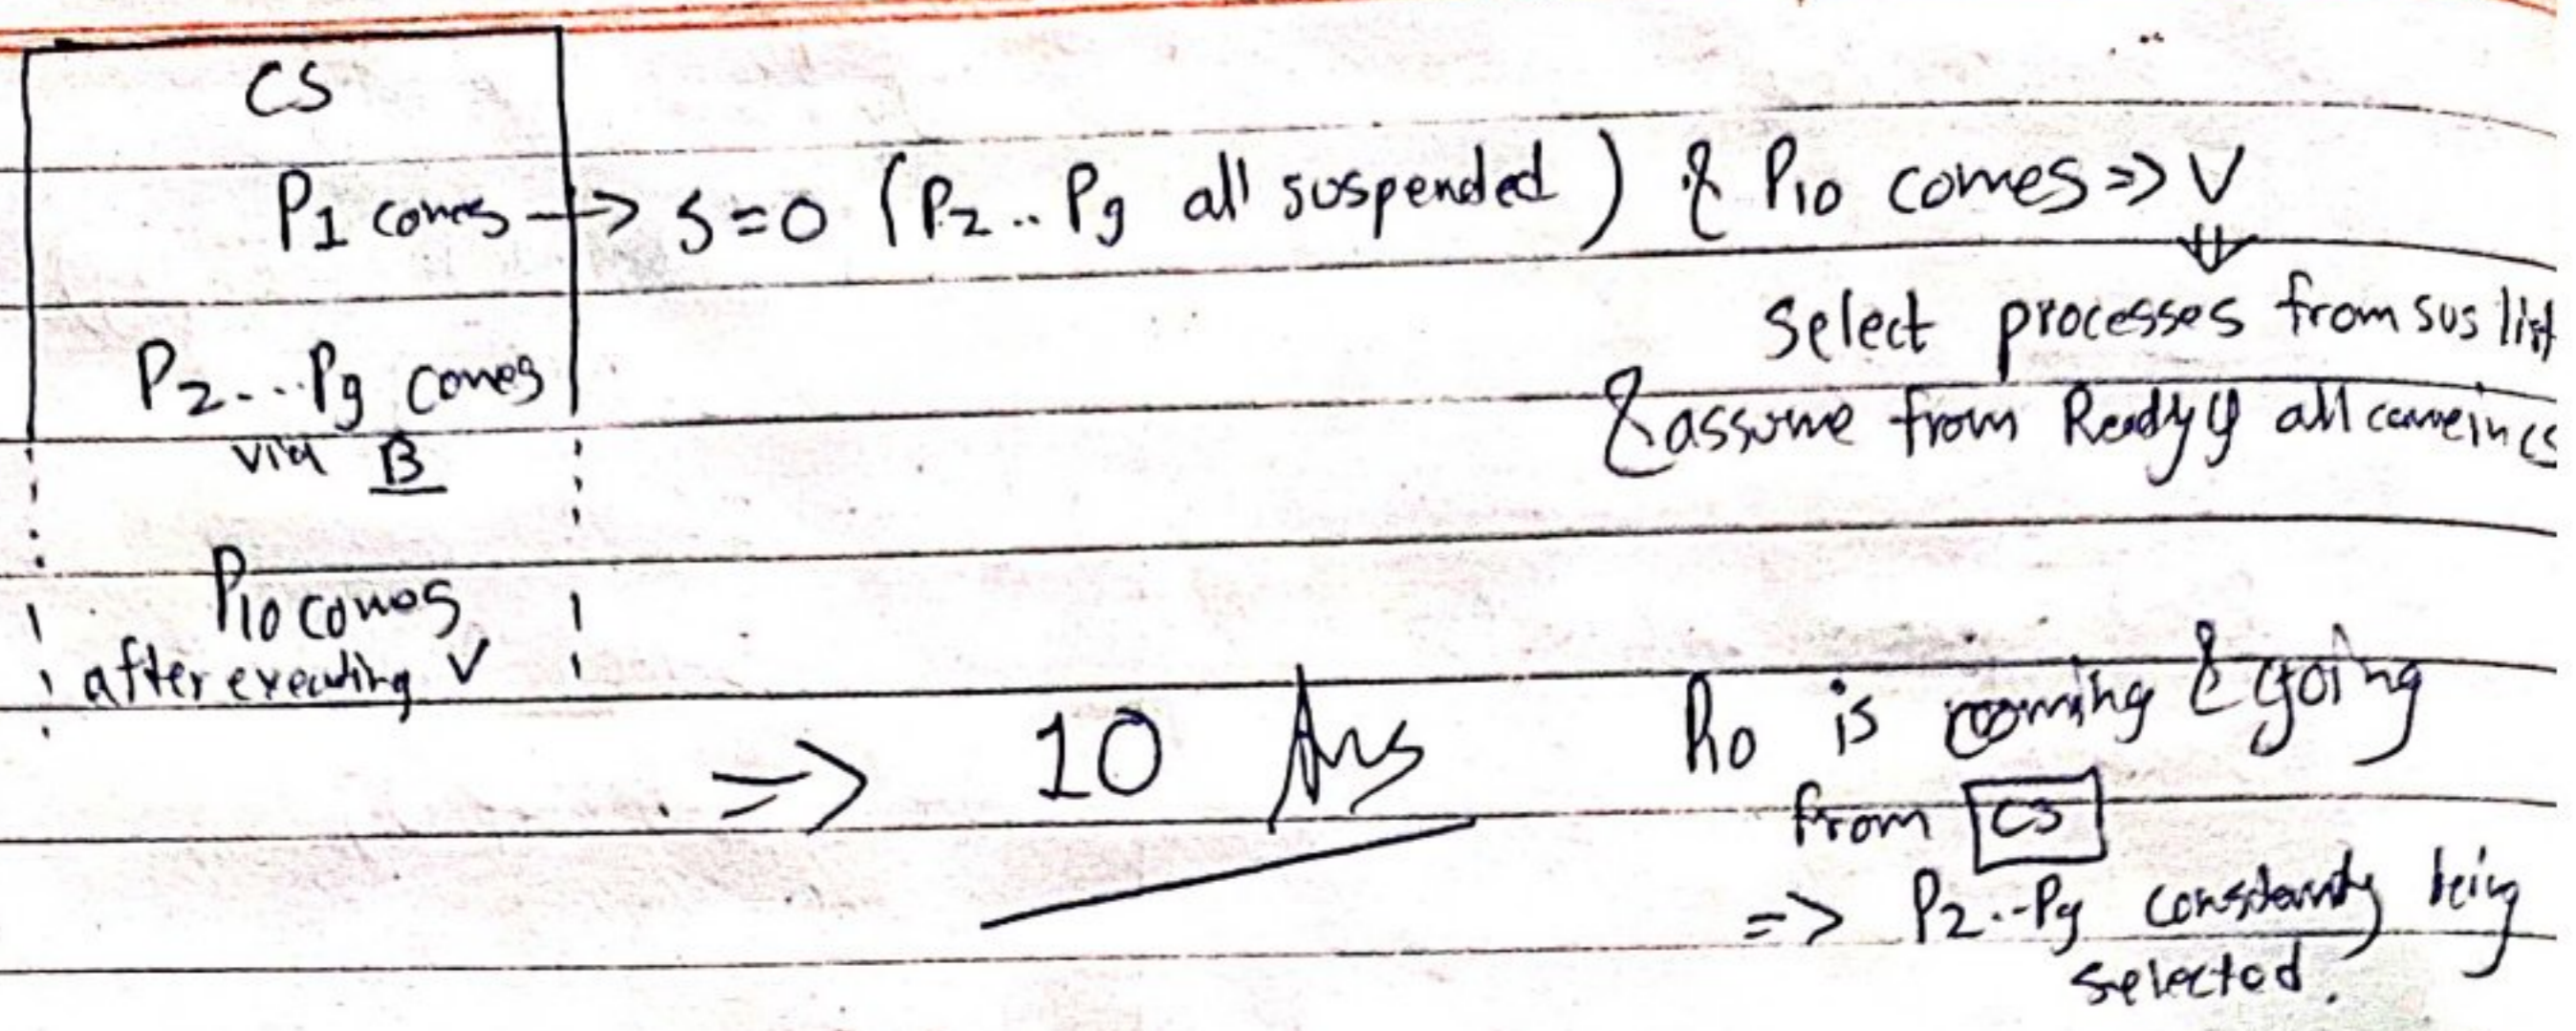 CS
P1 comes → S=0 (P2..P9 all suspended) & P10 comes => V
⇓
select processes from sus list
P2...P9 comes
& assume from Ready Q all came in CS
via B
P10 comes
after executing V
=> 10 Ans
P10 is coming & going
from CS
=> P2..P9 constantly being
selected.